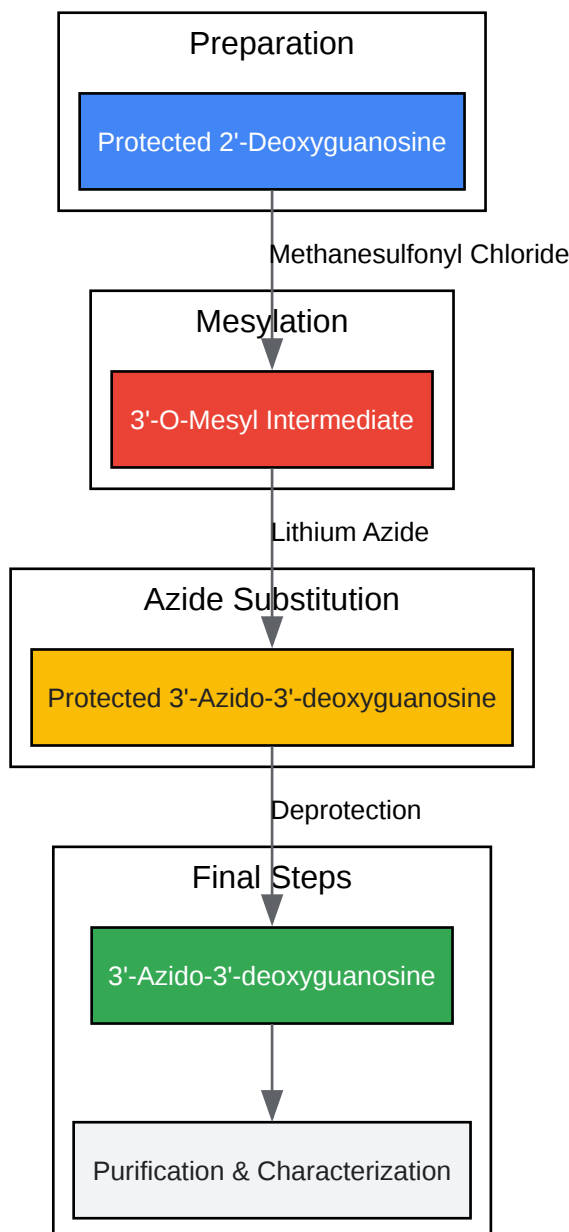 Preparation
Protected 2'-Deoxyguanosine
Methanesulfonyl Chloride
Mesylation
3'-O-Mesyl Intermediate
Lithium Azide
Azide Substitution
Protected 3'-Azido-3'-deoxyguanosine
Deprotection
Final Steps
3'-Azido-3'-deoxyguanosine
Purification & Characterization